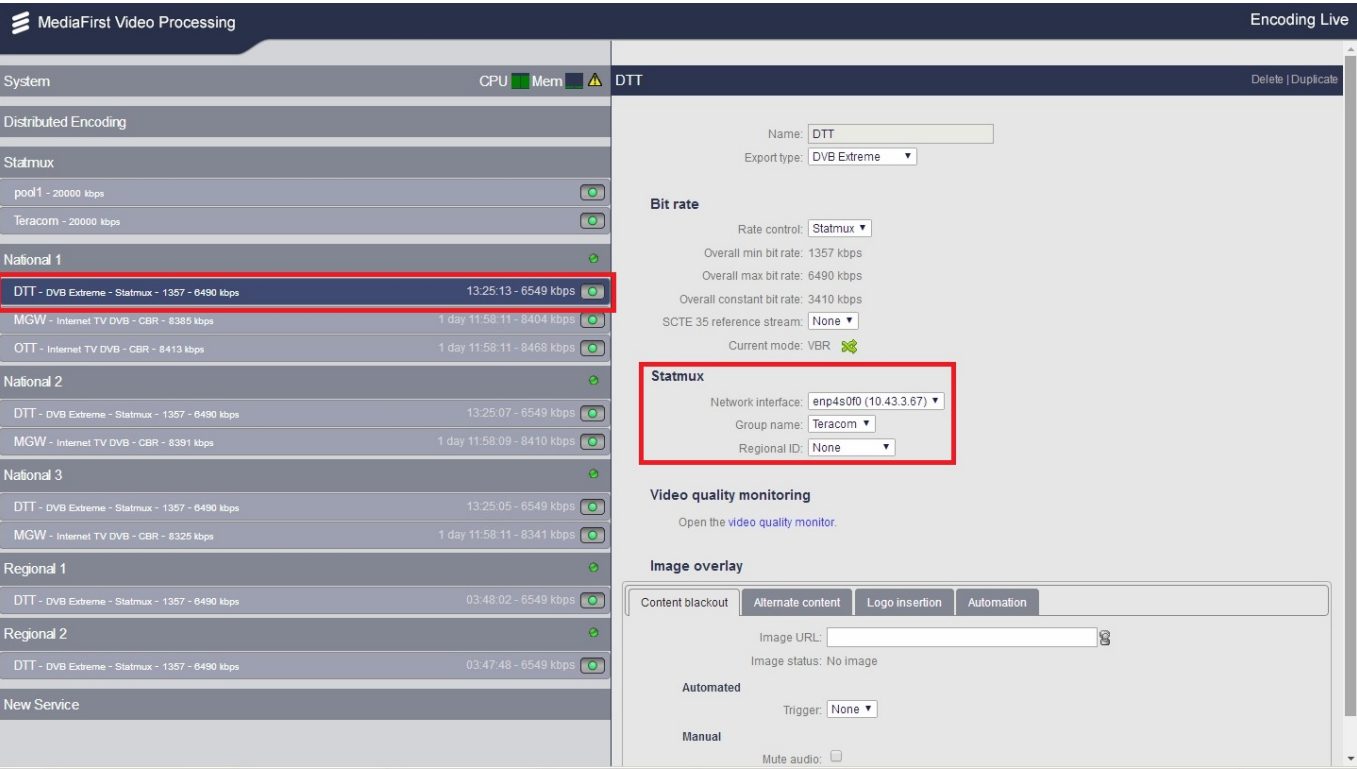 MediaFirst Video Processing
Encoding Live
System
CPU Mem
Distributed Encoding
Statmux
pool1 - 20000 kbps
Teracom - 20000 kbps
National 1
DTT - DVB Extreme - Statmux - 1357 - 6490 kbps 13:25:13 - 6549 kbps
MGW - Internet TV DVB - CBR - 8385 kbps 1 day 11:58:11 - 8404 kbps
OTT - Internet TV DVB - CBR - 8413 kbps 1 day 11:58:11 - 8468 kbps
National 2
DTT - DVB Extreme - Statmux - 1357 - 6490 kbps 13:25:07 - 6549 kbps
MGW - Internet TV DVB - CBR - 8391 kbps 1 day 11:58:09 - 8410 kbps
National 3
DTT - DVB Extreme - Statmux - 1357 - 6490 kbps 13:25:05 - 6549 kbps
MGW - Internet TV DVB - CBR - 8325 kbps 1 day 11:58:11 - 8341 kbps
Regional 1
DTT - DVB Extreme - Statmux - 1357 - 6490 kbps 03:48:02 - 6549 kbps
Regional 2
DTT - DVB Extreme - Statmux - 1357 - 6490 kbps 03:47:48 - 6549 kbps
New Service
DTT
Delete | Duplicate
Name: DTT
Export type: DVB Extreme
Bit rate
Rate control: Statmux
Overall min bit rate: 1357 kbps
Overall max bit rate: 6490 kbps
Overall constant bit rate: 3410 kbps
SCTE 35 reference stream: None
Current mode: VBR
Statmux
Network interface: enp4s0f0 (10.43.3.67)
Group name: Teracom
Regional ID: None
Video quality monitoring
Open the video quality monitor.
Image overlay
Content blackout Alternate content Logo insertion Automation
Image URL:
Image status: No image
Automated
Trigger: None
Manual
Mute audio: